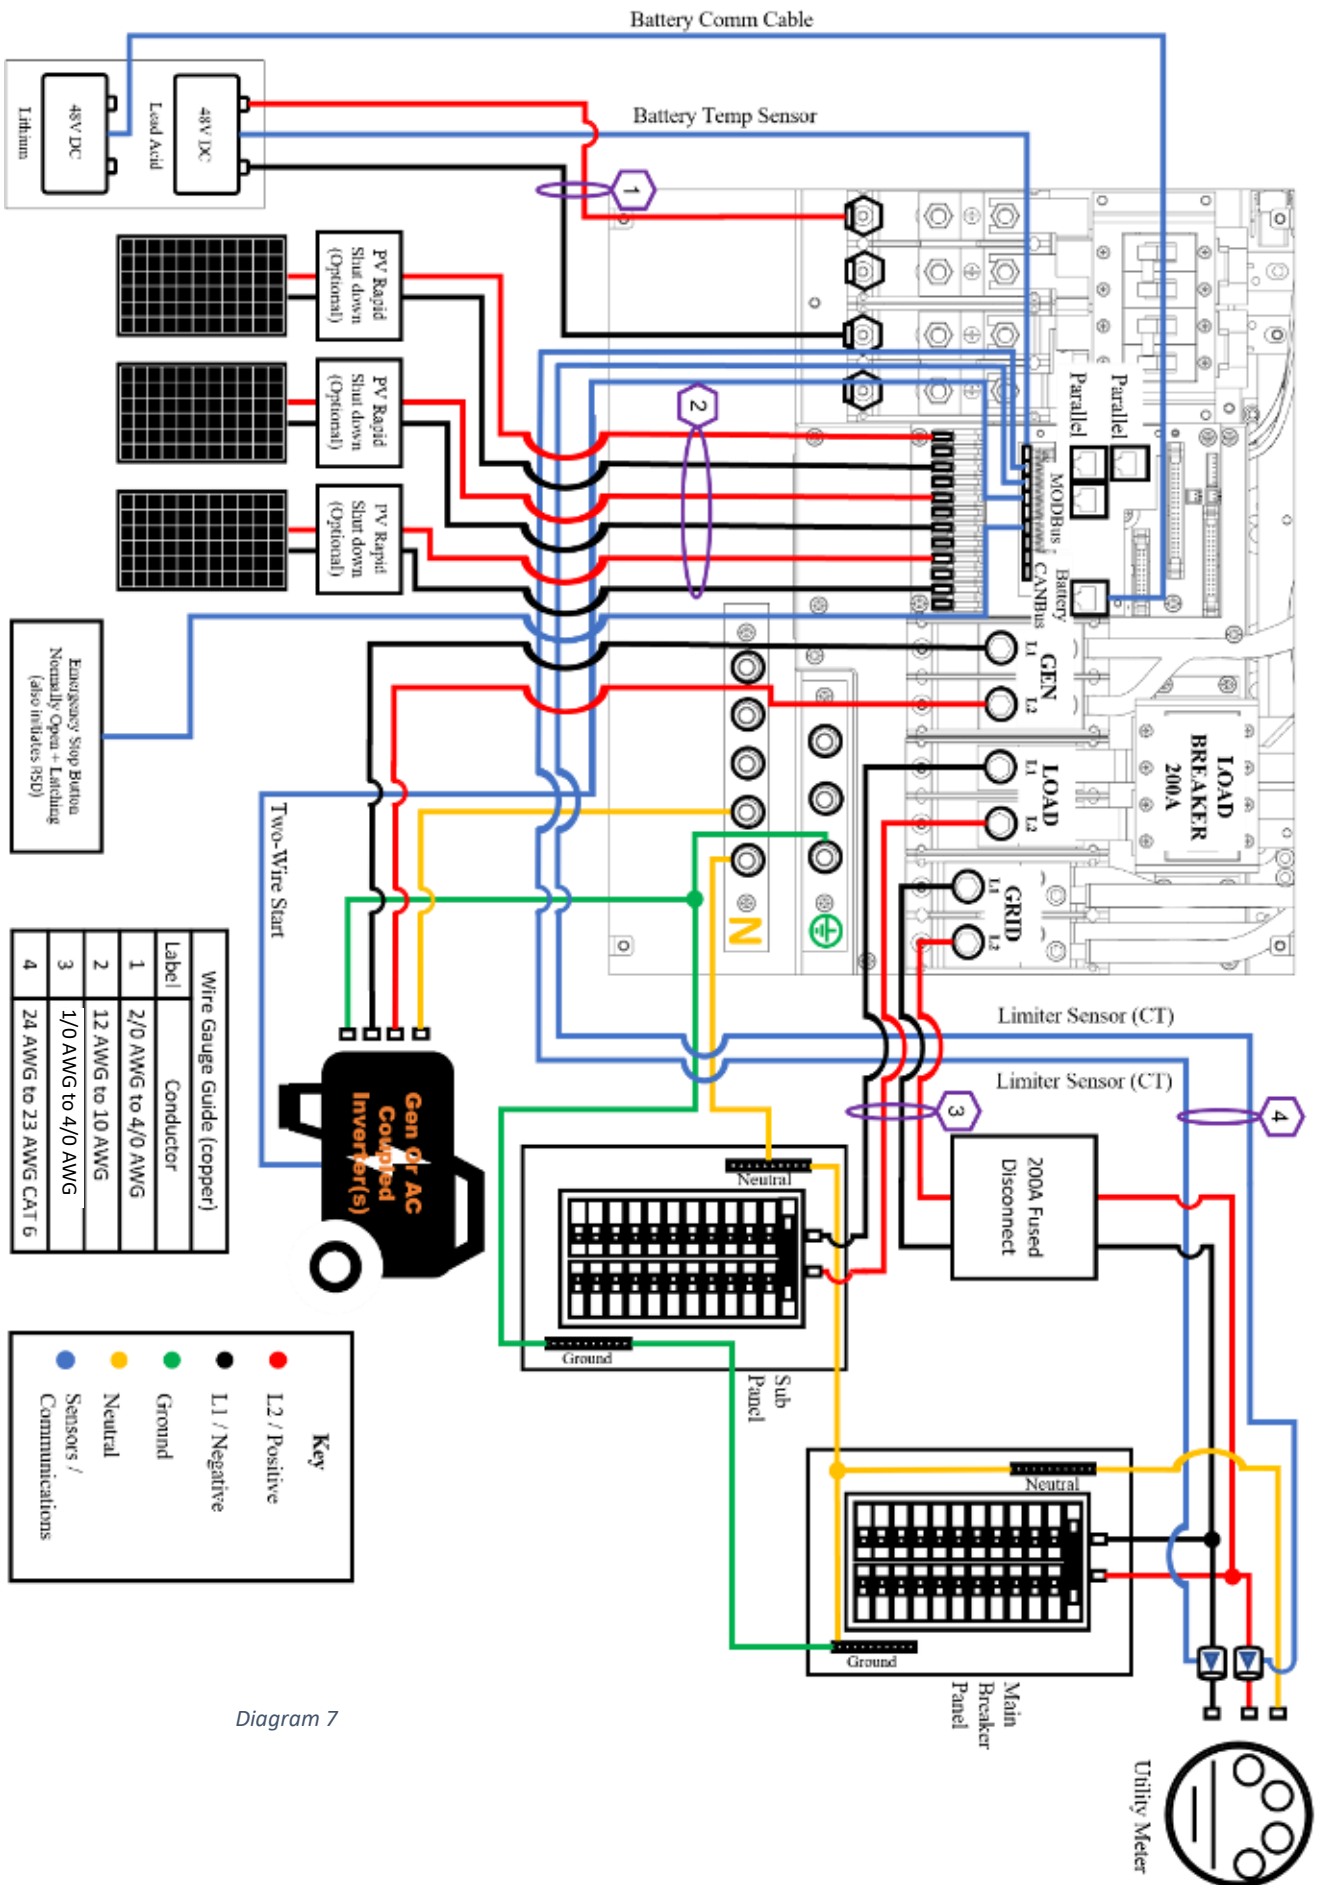 Battery Comm Cable
Battery Temp Sensor
48V DC
Lithium
48V DC
Lead Acid
1
PV Rapid
Shut down
(Optional)
PV Rapid
Shut down
(Optional)
PV Rapid
Shut down
(Optional)
2
Parallel
Parallel
MODBus
CANBus
Battery
L1
GEN
L2
L1
LOAD
L2
LOAD
BREAKER
200A
L1
GRID
L2
N
Emergency Stop Button
Normally Open + Latching
(also initiates RSD)
Two-Wire Start
Limiter Sensor (CT)
Limiter Sensor (CT)
3
4
Gen Or AC
Coupled
Inverter(s)
200A Fused
Disconnect
Neutral
Ground
Sub
Panel
Neutral
Ground
Main
Breaker
Panel
Utility Meter
Wire Gauge Guide (copper)
Label Conductor
1 2/0 AWG to 4/0 AWG
2 12 AWG to 10 AWG
3 1/0 AWG to 4/0 AWG
4 24 AWG to 23 AWG CAT 6
Key
L2 / Positive
L1 / Negative
Ground
Neutral
Sensors /
Communications
Diagram 7